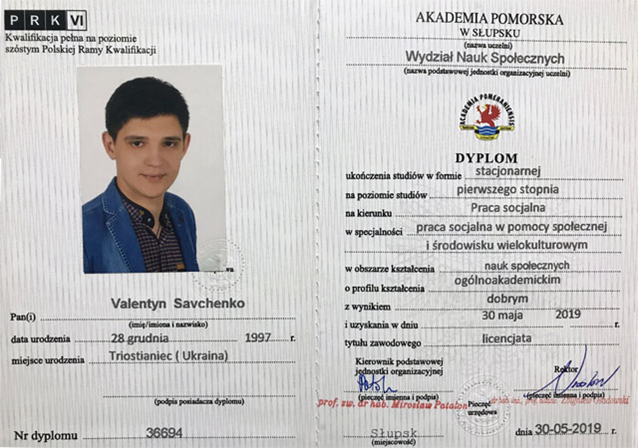 PRK VI
Kwalifikacja pełna na poziomie
szóstym Polskiej Ramy Kwalifikacji
Valentyn Savchenko
Pan(i)
(imię/imiona i nazwisko)
data urodzenia 28 grudnia 1997 r.
miejsce urodzenia Triostianiec ( Ukraina)
(podpis posiadacza dyplomu)
Nr dyplomu 36694
AKADEMIA POMORSKA
W SŁUPSKU
(nazwa uczelni)
Wydział Nauk Społecznych
(nazwa podstawowej jednostki organizacyjnej uczelni)
ACADEMIA POMERANIENSIS
DYPLOM
ukończenia studiów w formie stacjonarnej
na poziomie studiów pierwszego stopnia
na kierunku Praca socjalna
w specjalności praca socjalna w pomocy społecznej
i środowisku wielokulturowym
w obszarze kształcenia nauk społecznych
o profilu kształcenia ogólnoakademickim
z wynikiem dobrym
i uzyskania w dniu 30 maja 2019 r.
tytułu zawodowego licencjata
Kierownik podstawowej
jednostki organizacyjnej
Rektor
(pieczęć imienna i podpis)
(pieczęć imienna i podpis)
prof. zw. dr hab. Mirosław Patalon
Pieczęć
urzędowa
Słupsk
(miejscowość)
dnia 30-05-2019 r.